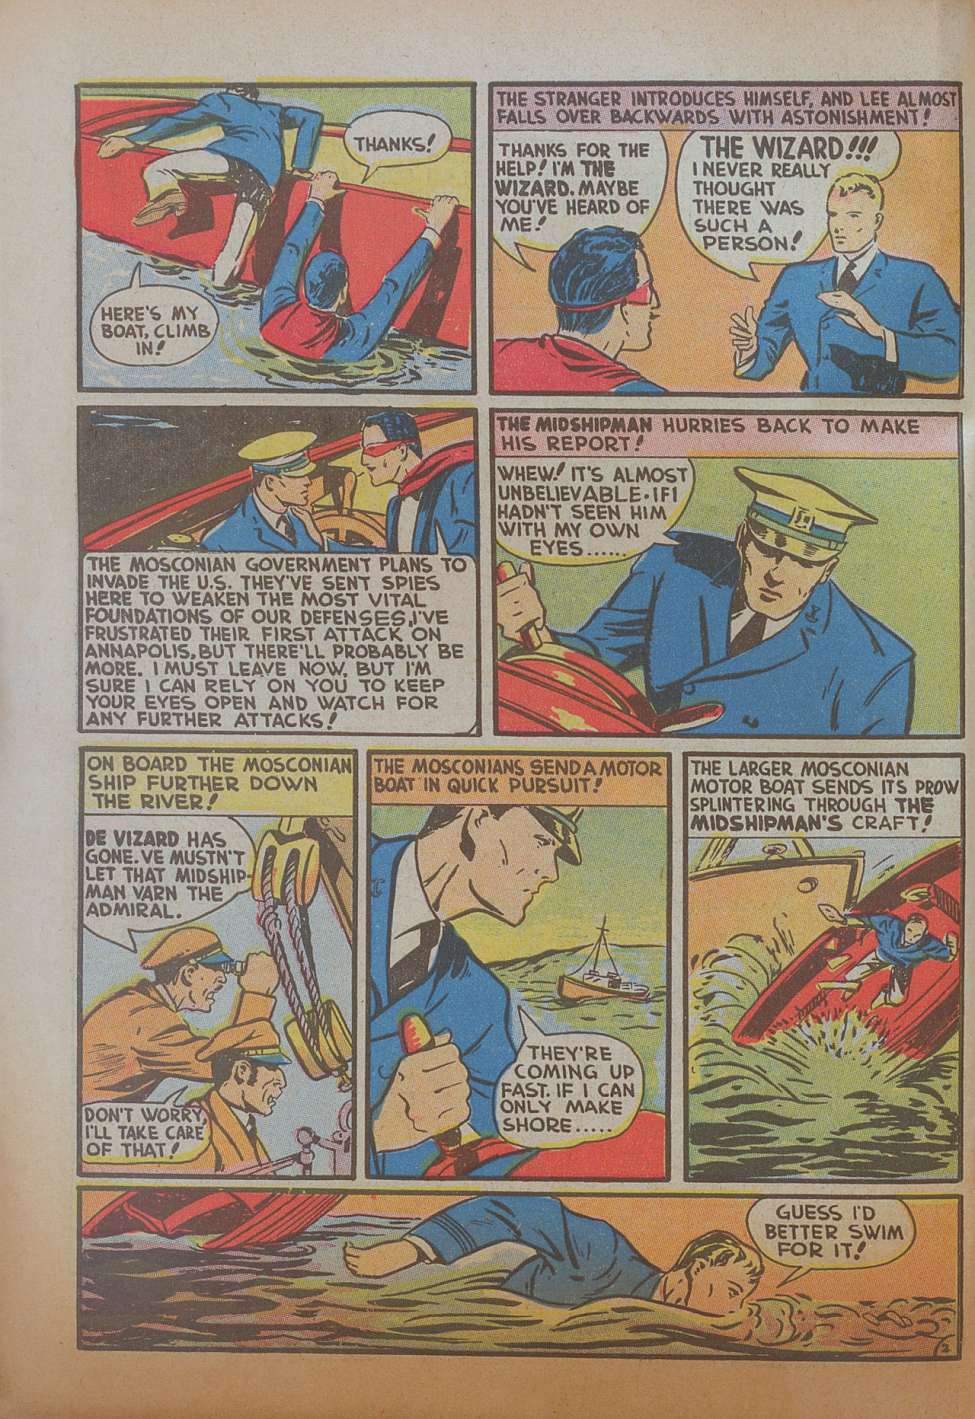 THANKS!
HERE'S MY
BOAT, CLIMB
IN!
THE STRANGER INTRODUCES HIMSELF, AND LEE ALMOST
FALLS OVER BACKWARDS WITH ASTONISHMENT!
THANKS FOR THE
HELP! I'M THE
WIZARD. MAYBE
YOU'VE HEARD OF
ME!
THE WIZARD!!!
I NEVER REALLY
THOUGHT
THERE WAS
SUCH A
PERSON!
THE MOSCONIAN GOVERNMENT PLANS TO
INVADE THE U.S. THEY'VE SENT SPIES
HERE TO WEAKEN THE MOST VITAL
FOUNDATIONS OF OUR DEFENSES, I'VE
FRUSTRATED THEIR FIRST ATTACK ON
ANNAPOLIS, BUT THERE'LL PROBABLY BE
MORE. I MUST LEAVE NOW, BUT I'M
SURE I CAN RELY ON YOU TO KEEP
YOUR EYES OPEN AND WATCH FOR
ANY FURTHER ATTACKS!
THE MIDSHIPMAN HURRIES BACK TO MAKE
HIS REPORT!
WHEW! IT'S ALMOST
UNBELIEVABLE. IF I
HADN'T SEEN HIM
WITH MY OWN
EYES......
ON BOARD THE MOSCONIAN
SHIP FURTHER DOWN
THE RIVER!
DE VIZARD HAS
GONE. VE MUSTN'T
LET THAT MIDSHIP-
MAN VARN THE
ADMIRAL.
DON'T WORRY,
I'LL TAKE CARE
OF THAT!
THE MOSCONIANS SEND A MOTOR
BOAT IN QUICK PURSUIT!
THEY'RE
COMING UP
FAST. IF I CAN
ONLY MAKE
SHORE.....
THE LARGER MOSCONIAN
MOTOR BOAT SENDS ITS PROW
SPLINTERING THROUGH THE
MIDSHIPMAN'S CRAFT!
GUESS I'D
BETTER SWIM
FOR IT!
2